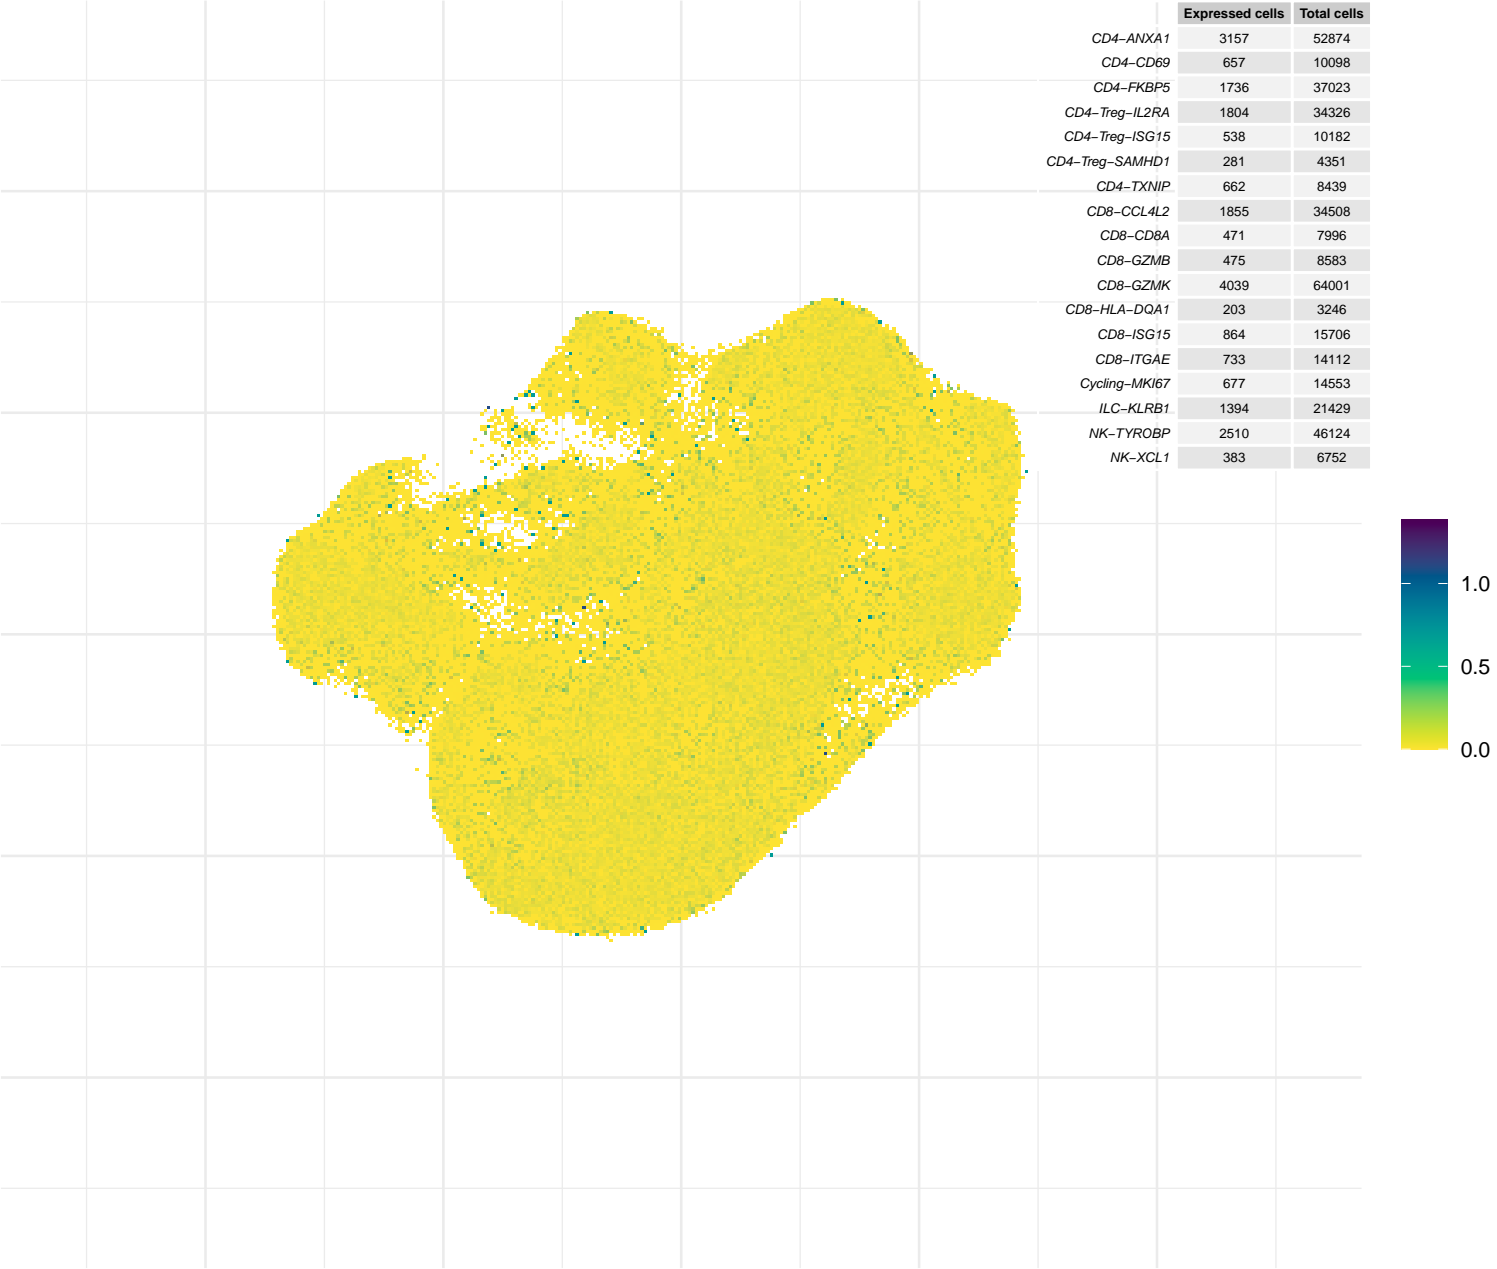 Expressed cells Total cells
CD4−ANXA1 3157 52874
CD4−CD69 657 10098
CD4−FKBP5 1736 37023
CD4−Treg−IL2RA 1804 34326
CD4−Treg−ISG15 538 10182
CD4−Treg−SAMHD1 281 4351
CD4−TXNIP 662 8439
CD8−CCL4L2 1855 34508
CD8−CD8A 471 7996
CD8−GZMB 475 8583
CD8−GZMK 4039 64001
CD8−HLA−DQA1 203 3246
CD8−ISG15 864 15706
CD8−ITGAE 733 14112
Cycling−MKI67 677 14553
ILC−KLRB1 1394 21429
NK−TYROBP 2510 46124
NK−XCL1 383 6752
1.0
0.5
0.0